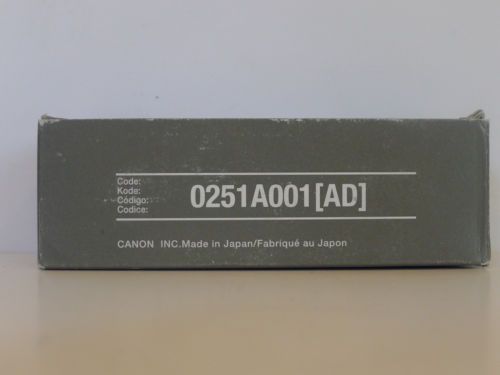 Code:
Kode:
Código:
Codice:
0251A001[AD]
CANON INC.Made in Japan/Fabriqué au Japon